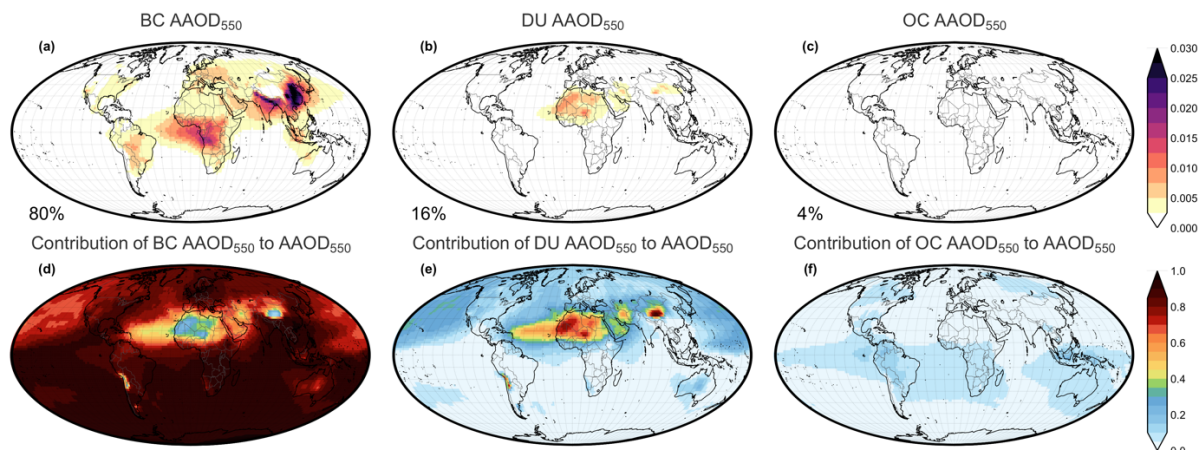 BC AAOD550 DU AAOD550 OC AAOD550
(a) (b) (c)
0.030
0.025
0.020
0.015
0.010
0.005
0.000
80% 16% 4%
Contribution of BC AAOD550 to AAOD550 Contribution of DU AAOD550 to AAOD550 Contribution of OC AAOD550 to AAOD550
(d) (e) (f)
1.0
0.8
0.6
0.4
0.2
0.0